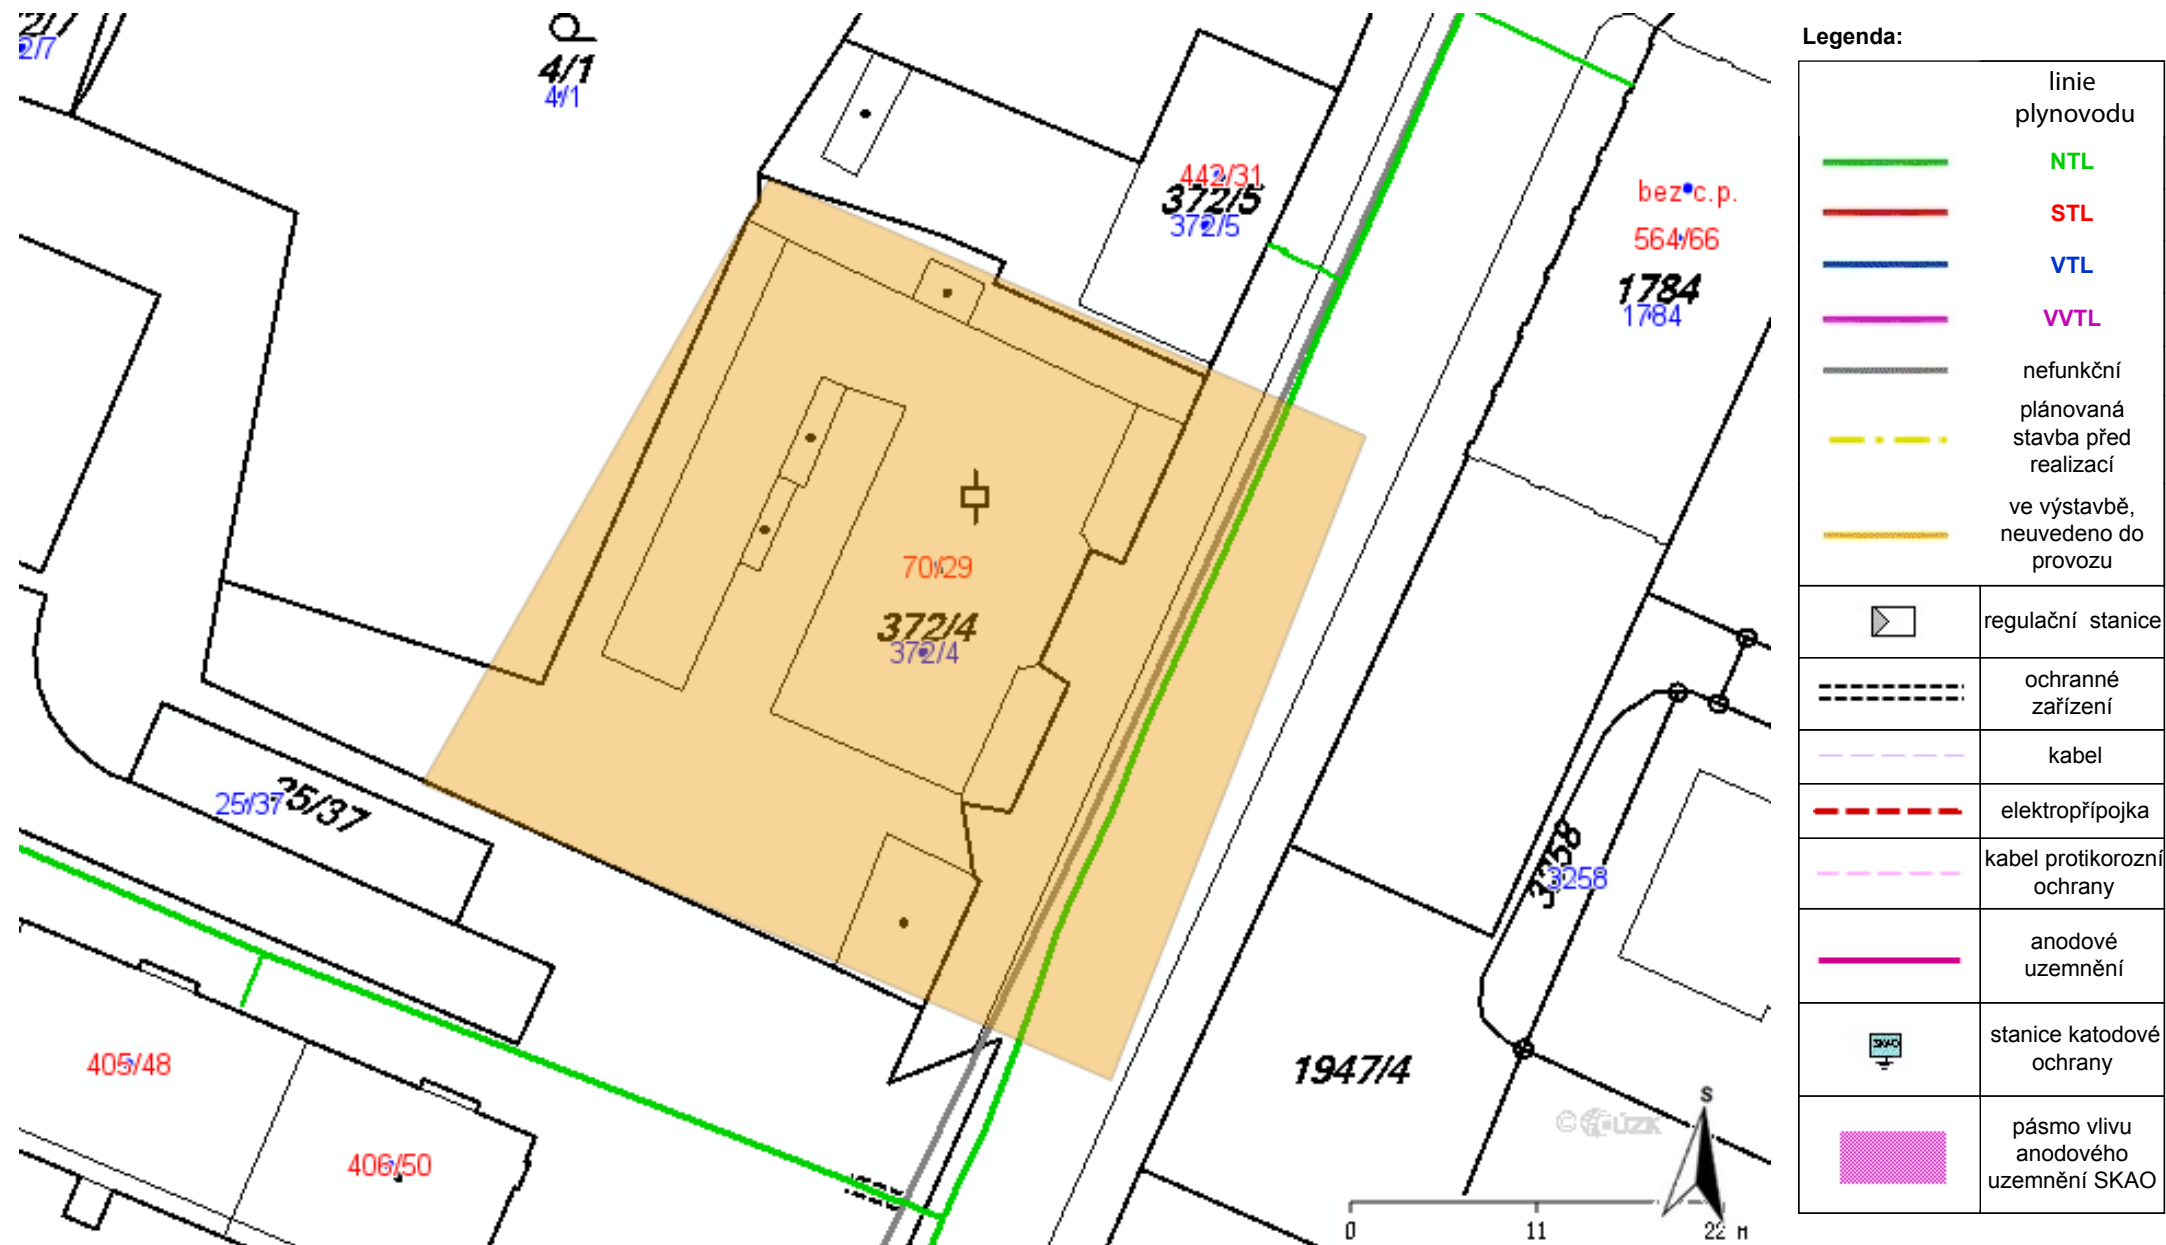 2/7
4/1
4/1
442/31
372/5
372/5
bez č.p.
564/66
1784
1784
70/29
372/4
372/4
25/37
25/37
3258
3258
405/48
406/50
1947/4
© ČÚZK
S
0 11 22 M
Legenda:
linie
plynovodu
NTL
STL
VTL
VVTL
nefunkční
plánovaná
stavba před
realizací
ve výstavbě,
neuvedeno do
provozu
regulační stanice
ochranné
zařízení
kabel
elektropřípojka
kabel protikorozní
ochrany
anodové
uzemnění
SKAO
stanice katodové
ochrany
pásmo vlivu
anodového
uzemnění SKAO